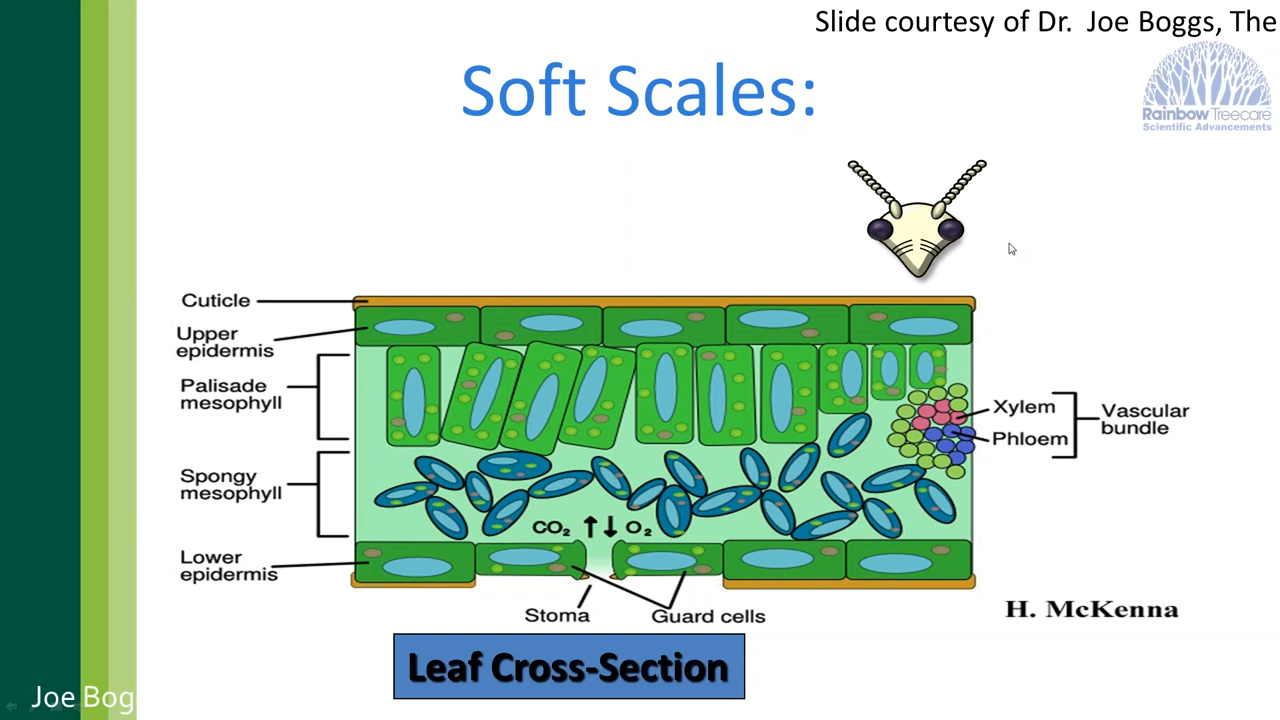 Slide courtesy of Dr. Joe Boggs, The
Soft Scales:
Rainbow Treecare
Scientific Advancements
Cuticle
Upper
epidmis
Palisade
mesophyll
Xylem
Phloem
Vascular
bundle
Spongy
mesophyll
CO₂
O₂
Lower
epidermis
Stoma
Guard cells
H. McKenna
Leaf Cross-Section
Joe Bog